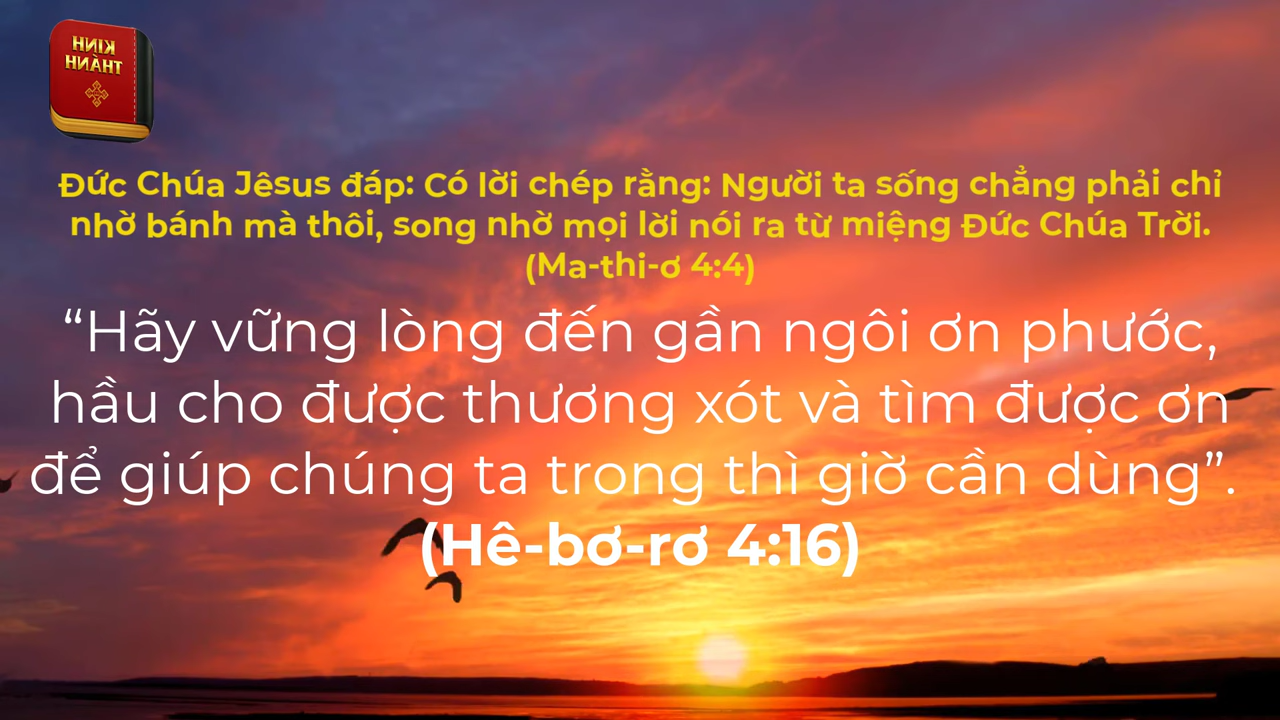 KINH
THÁNH
Đức Chúa Jêsus đáp: Có lời chép rằng: Người ta sống chẳng phải chỉ
nhờ bánh mà thôi, song nhờ mọi lời nói ra từ miệng Đức Chúa Trời.
(Ma-thi-ơ 4:4)
“Hãy vững lòng đến gần ngôi ơn phước,
hầu cho được thương xót và tìm được ơn
để giúp chúng ta trong thì giờ cần dùng”.
(Hê-bơ-rơ 4:16)